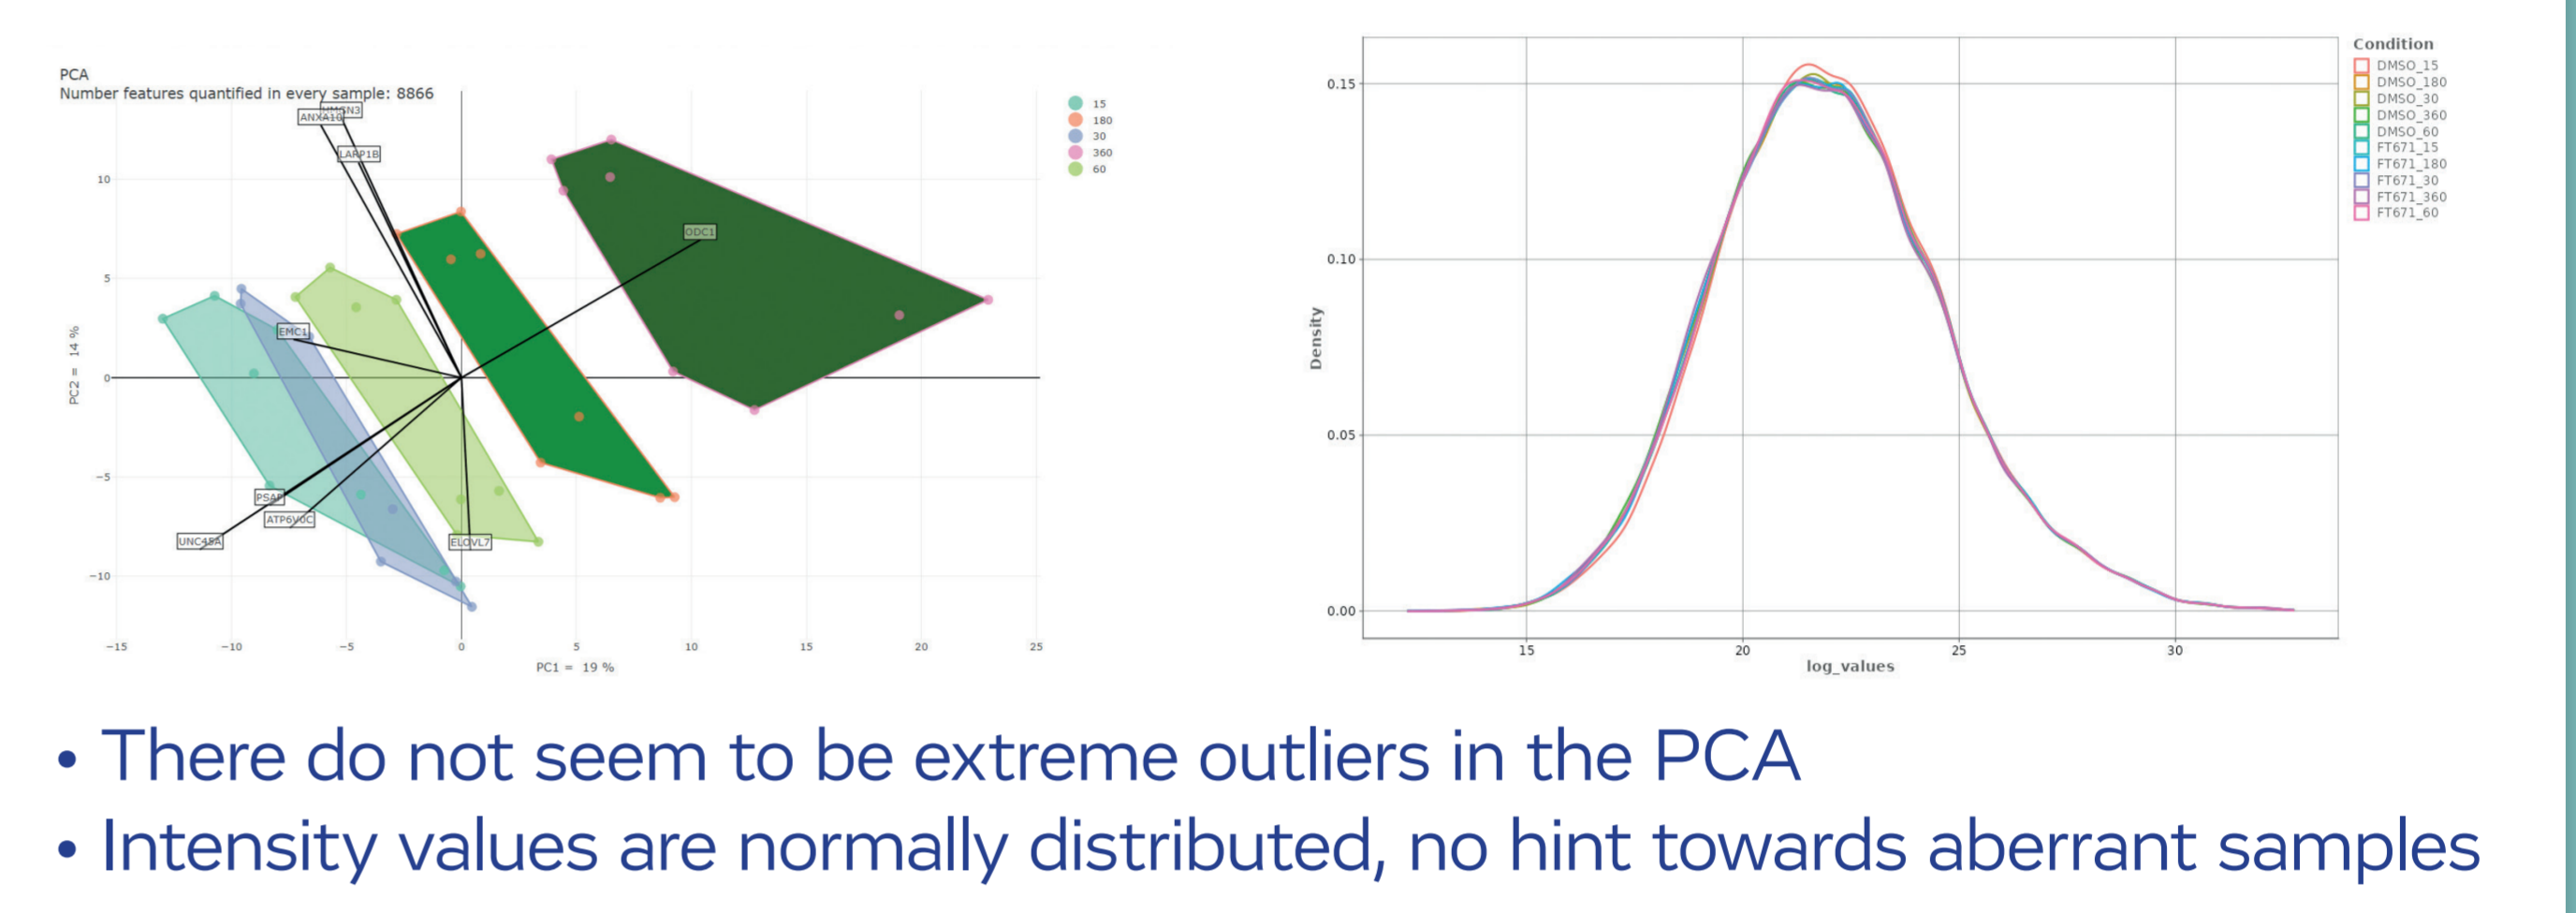 PCA
Number features quantified in every sample: 8866
ANXA10
LARP1B
ODC1
EMC1
PSAP
ATP6V0C
UNC45A
ELOVL7
10
5
0
−5
−10
PC2 = 14 %
−15
−10
−5
0
5
10
15
20
25
PC1 = 19 %
15
180
30
360
60
0.15
0.10
0.05
0.00
Density
15
20
25
30
log_values
Condition
DMSO_15
DMSO_180
DMSO_30
DMSO_360
DMSO_60
FT671_15
FT671_180
FT671_30
FT671_360
FT671_60
• There do not seem to be extreme outliers in the PCA
• Intensity values are normally distributed, no hint towards aberrant samples